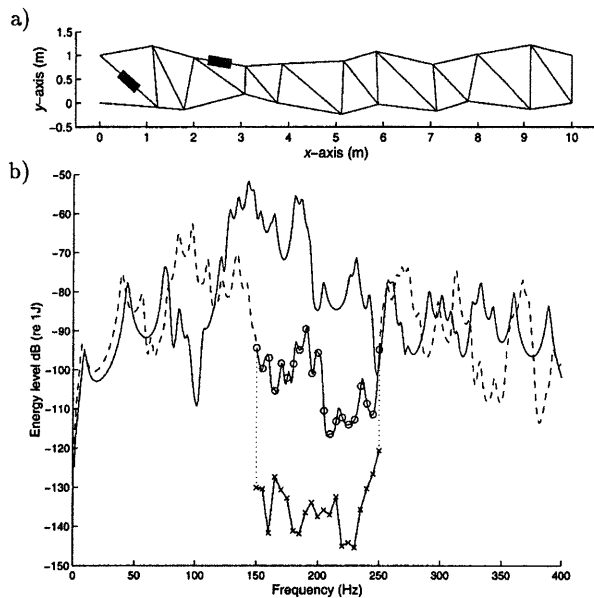 a)
1.5
1
0.5
0
-0.5
y-axis (m)
0 1 2 3 4 5 6 7 8 9 10
x-axis (m)
b)
-50
-60
-70
-80
-90
-100
-110
-120
-130
-140
-150
Energy level dB (re 1J)
0 50 100 150 200 250 300 350 400
Frequency (Hz)